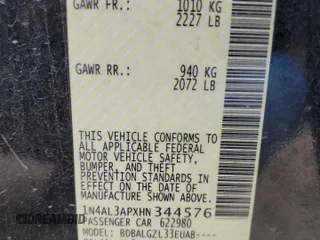 GAWR FR.: 1010 KG
2227 LB
GAWR RR.: 940 KG
2072 LB
THIS VEHICLE CONFORMS TO
ALL APPLICABLE FEDERAL
MOTOR VEHICLE SAFETY,
BUMPER, AND THEFT
PREVENTION STANDARDS IN
EFFECT ON THE DATE OF
MANUFACTURE SHOWN ABOVE.
1N4AL3APXHN344576
PASSENGER CAR 622980
MODEL: BDBALGZL33EUAB----